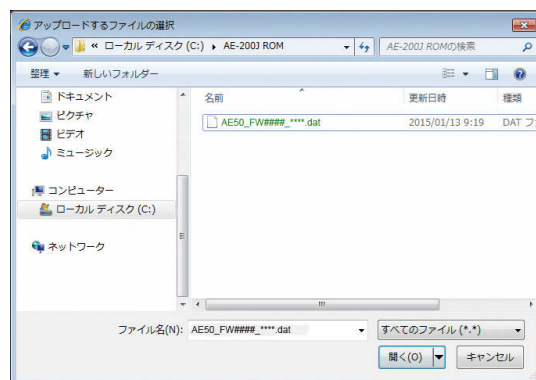 アップロードするファイルの選択
« ローカル ディスク (C:) ▸ AE-200J ROM
AE-200J ROMの検索
整理 ▼ 新しいフォルダー
ドキュメント
ピクチャ
ビデオ
ミュージック
コンピューター
ローカル ディスク (C:)
ネットワーク
名前 更新日時 種類
AE50_FW####_****.dat 2015/01/13 9:19 DAT フ
ファイル名(N): AE50_FW####_****.dat すべてのファイル (*.*)
開く(O) キャンセル